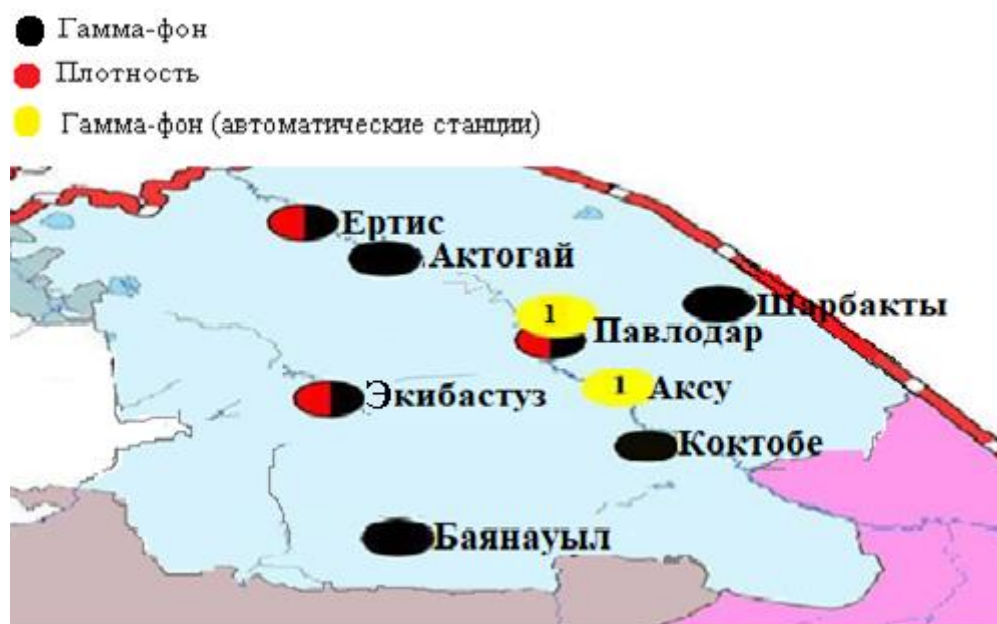 Гамма-фон
Плотность
Гамма-фон (автоматические станции)
Ертис
Актогай
Шарбакты
1
Павлодар
Экибастуз
1
Аксу
Коктобе
Баянауыл